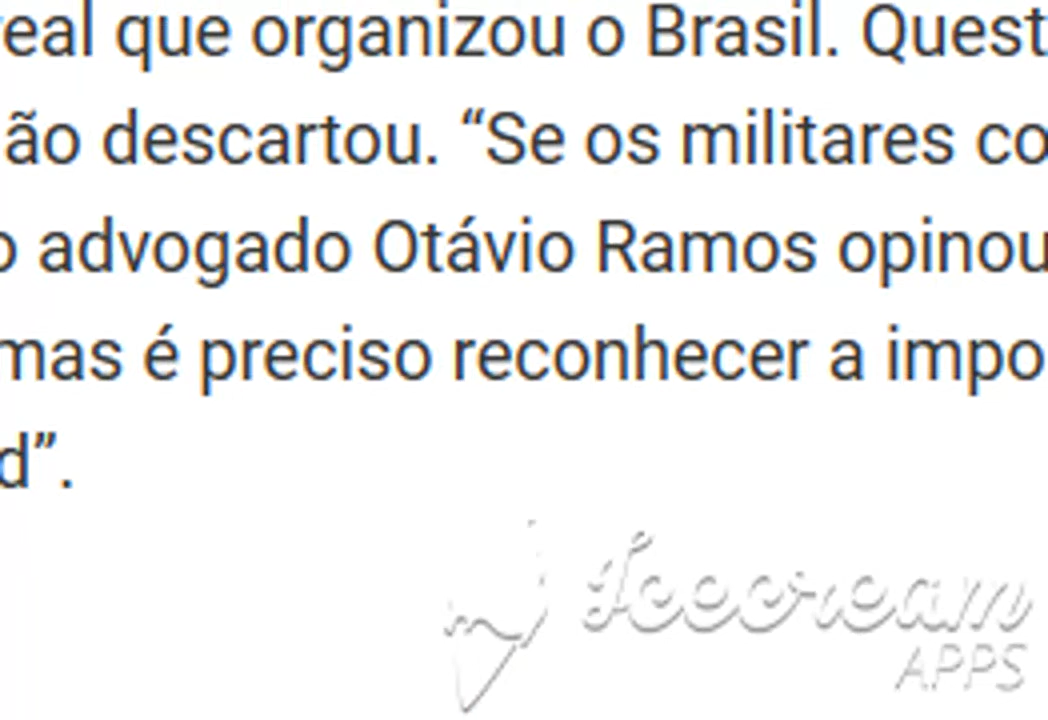 real que organizou o Brasil. Quest
ão descartou. “Se os militares co
o advogado Otávio Ramos opinou
mas é preciso reconhecer a impo
d”.
Icecream
APPS